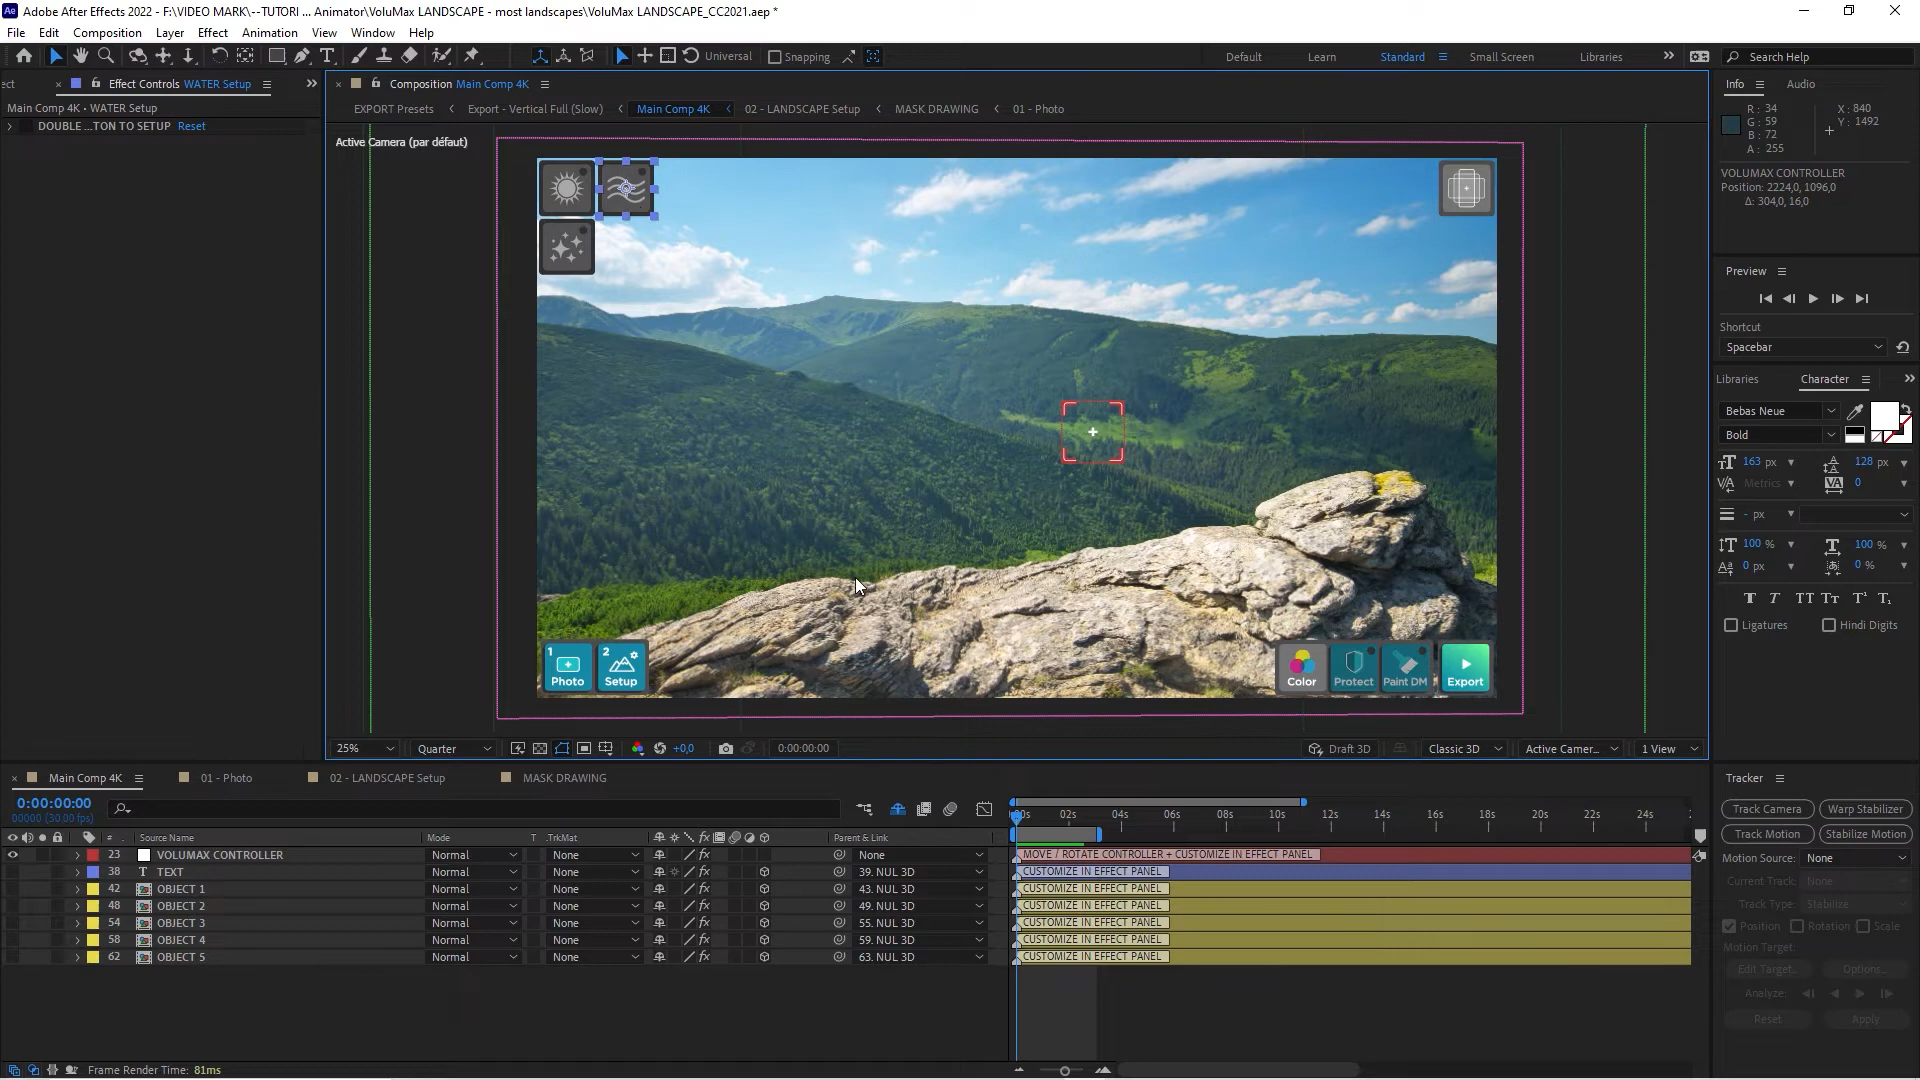 Adobe After Effects 2022 - F:\VIDEO MARK\--TUTORI ... Animator\VoluMax LANDSCAPE - most landscapes\VoluMax LANDSCAPE_CC2021.aep *
File Edit Composition Layer Effect Animation View Window Help
Universal Snapping Default Learn Standard Small Screen Libraries Search Help
ect Effect Controls WATER Setup
Main Comp 4K • WATER Setup
DOUBLE ...TON TO SETUP Reset
Composition Main Comp 4K
EXPORT Presets Export - Vertical Full (Slow) Main Comp 4K 02 - LANDSCAPE Setup MASK DRAWING 01 - Photo
Active Camera (par défaut)
1 Photo
2 Setup
Color
Protect
Paint DM
Export
25% Quarter +0,0 0:00:00:00 Draft 3D Classic 3D Active Camer... 1 View
Info Audio
R : 34
G : 59
B : 72
A : 255
X : 840
Y : 1492
VOLUMAX CONTROLLER
Position: 2224,0, 1096,0
Δ: 304,0, 16,0
Preview
Shortcut
Spacebar
Libraries Character
Bebas Neue
Bold
163 px 128 px
Metrics 0
- px
100 % 100 %
0 px 0 %
T T TT Tт T¹ T₁
Ligatures Hindi Digits
Main Comp 4K 01 - Photo 02 - LANDSCAPE Setup MASK DRAWING
0:00:00:00
00000 (30.00 fps)
# Source Name Mode T .TrkMat Parent & Link
00s 02s 04s 06s 08s 10s 12s 14s 16s 18s 20s 22s 24s
23 VOLUMAX CONTROLLER Normal None None MOVE / ROTATE CONTROLLER + CUSTOMIZE IN EFFECT PANEL
38 T TEXT Normal None 39. NUL 3D CUSTOMIZE IN EFFECT PANEL
42 OBJECT 1 Normal None 43. NUL 3D CUSTOMIZE IN EFFECT PANEL
48 OBJECT 2 Normal None 49. NUL 3D CUSTOMIZE IN EFFECT PANEL
54 OBJECT 3 Normal None 55. NUL 3D CUSTOMIZE IN EFFECT PANEL
58 OBJECT 4 Normal None 59. NUL 3D CUSTOMIZE IN EFFECT PANEL
62 OBJECT 5 Normal None 63. NUL 3D CUSTOMIZE IN EFFECT PANEL
Tracker
Track Camera Warp Stabilizer
Track Motion Stabilize Motion
Motion Source: None
Current Track: None
Track Type: Stabilize
Position Rotation Scale
Motion Target:
Edit Target... Options...
Analyze:
Reset Apply
Frame Render Time: 81ms